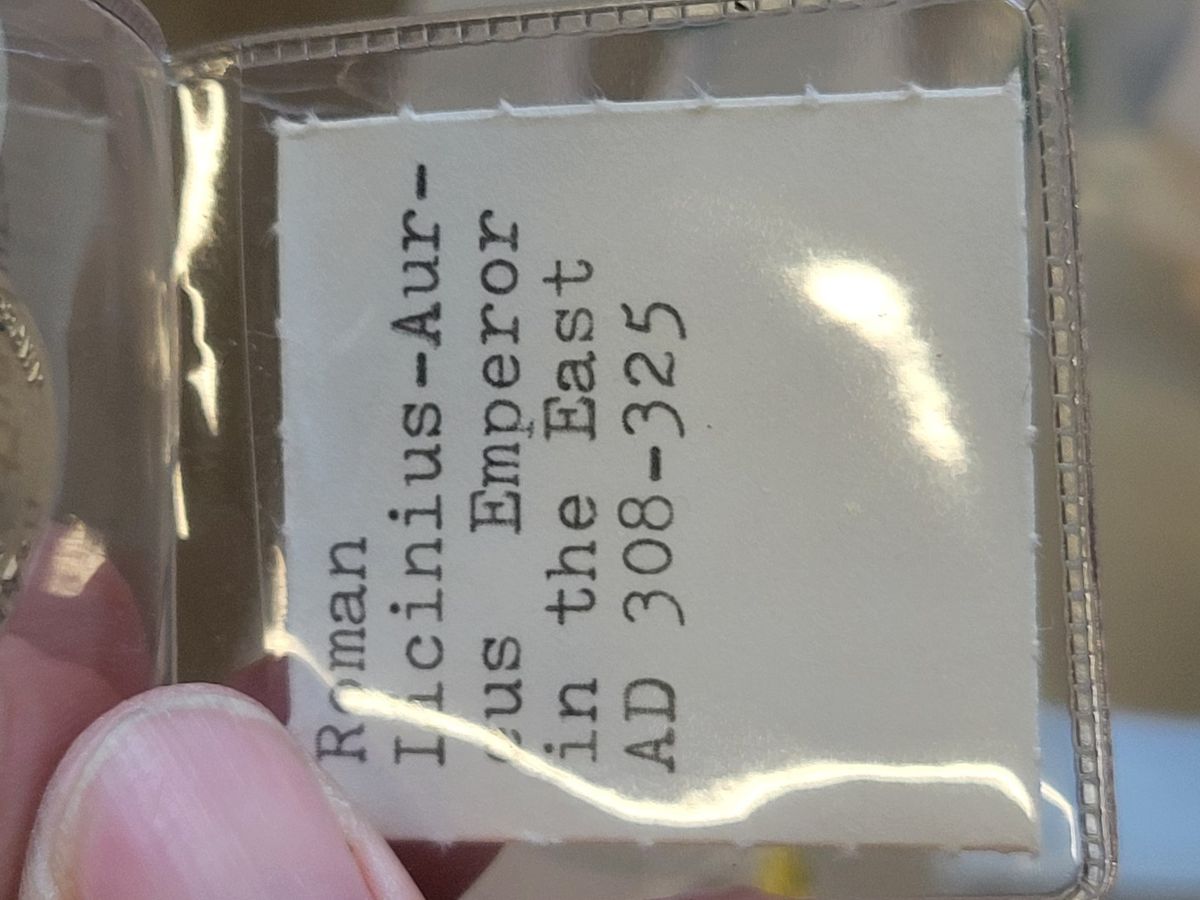 Roman
Licinius-Aur-
eus Emperor
in the East
AD 308-325